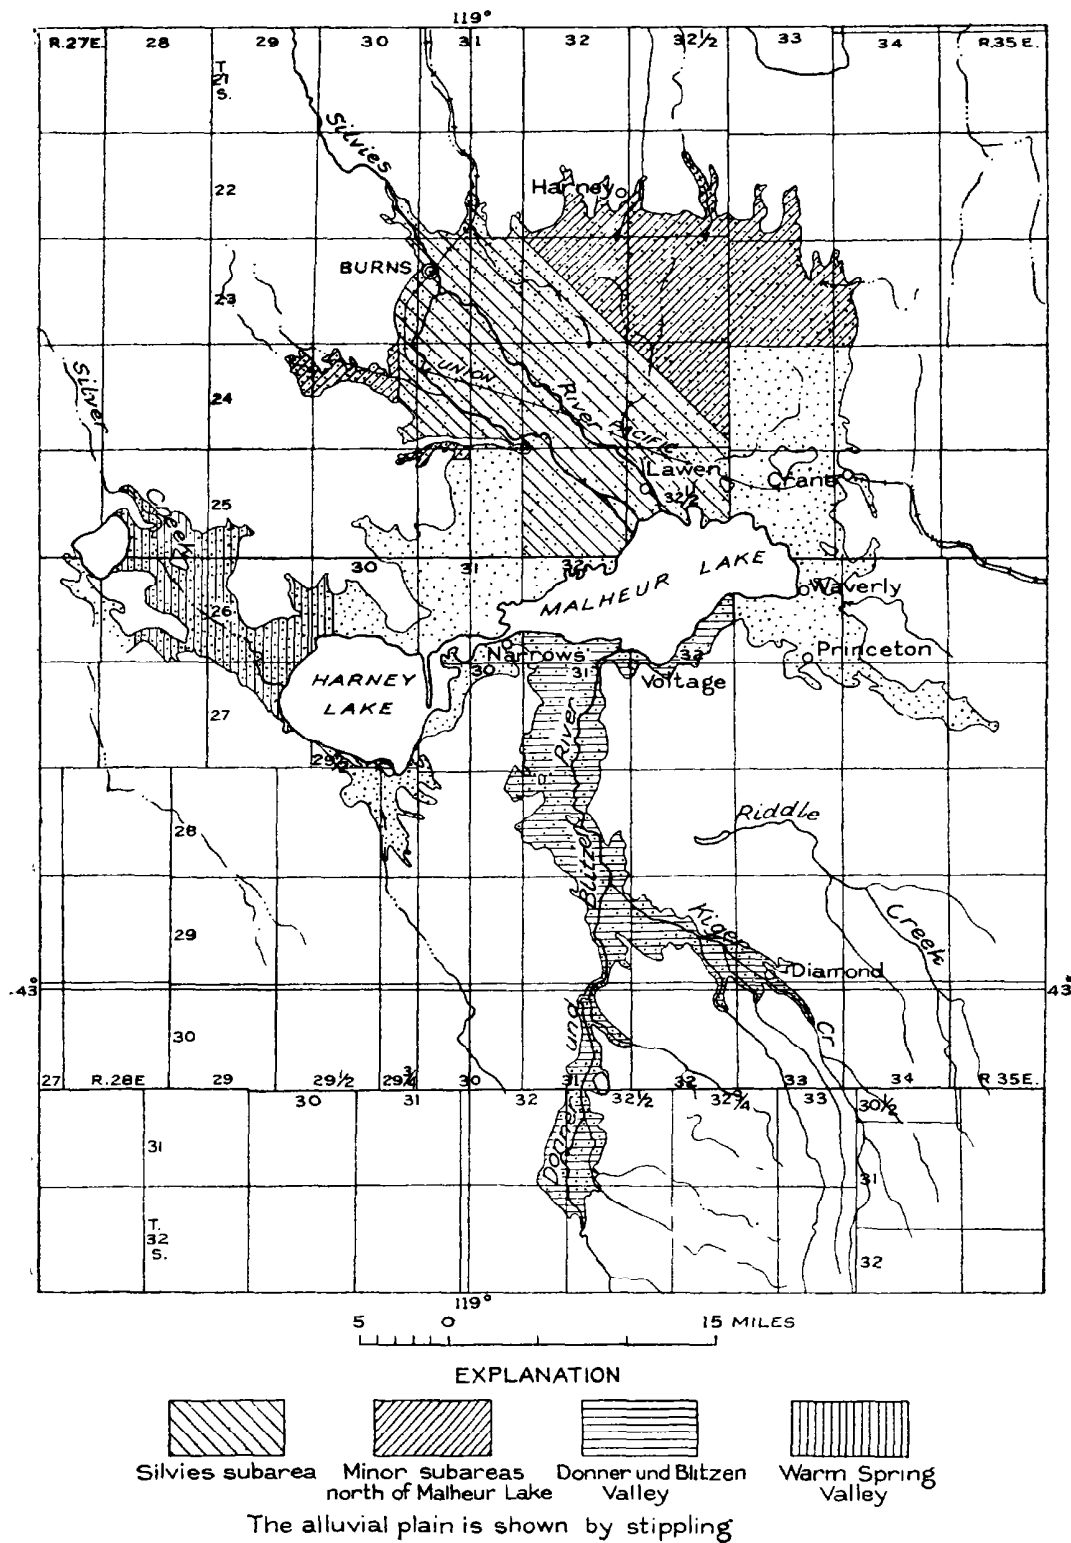 119°
R.27E. 28 29 30 31 32 32½ 33 34 R.35E.
T
21
S.
Silvies
22
Harney
BURNS
23
Silver
UNION
24
River
PACIFIC
Lawen
Crane
32½
Creek
25
30 31 32
MALHEUR LAKE
Waverly
26
Narrows
Princeton
30 31 32
Voltage
HARNEY
LAKE
27
River
29½
Riddle
28
Blitzen
Creek
Kiger
29
Diamond
43° 43°
und
Cr
30
27 R.28E 29 29½ 29¾ 30 31 32 33 34 R 35E.
30 31 32 32½ 32¾ 33 30½
31
Donner
31
T.
32
S.
32
119°
5 0 15 MILES
EXPLANATION
Silvies subarea
Minor subareas
north of Malheur Lake
Donner und Blitzen
Valley
Warm Spring
Valley
The alluvial plain is shown by stippling